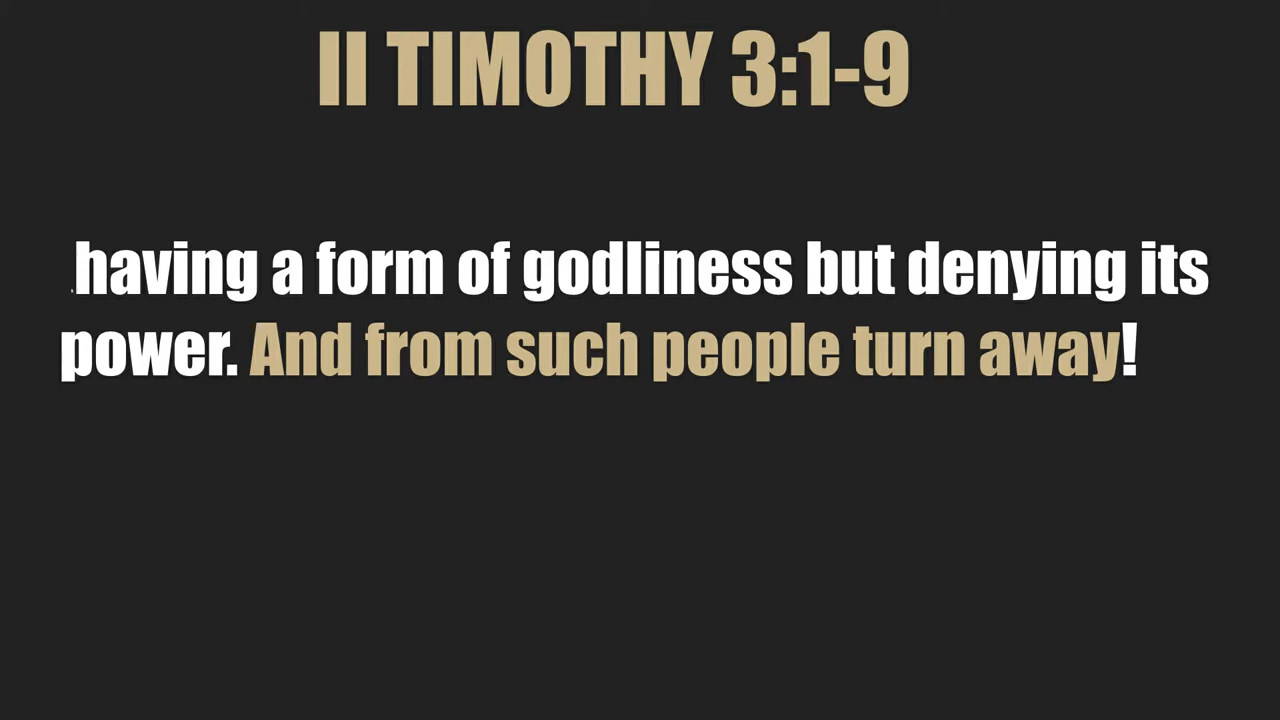 II TIMOTHY 3:1-9
having a form of godliness but denying its
power. And from such people turn away!